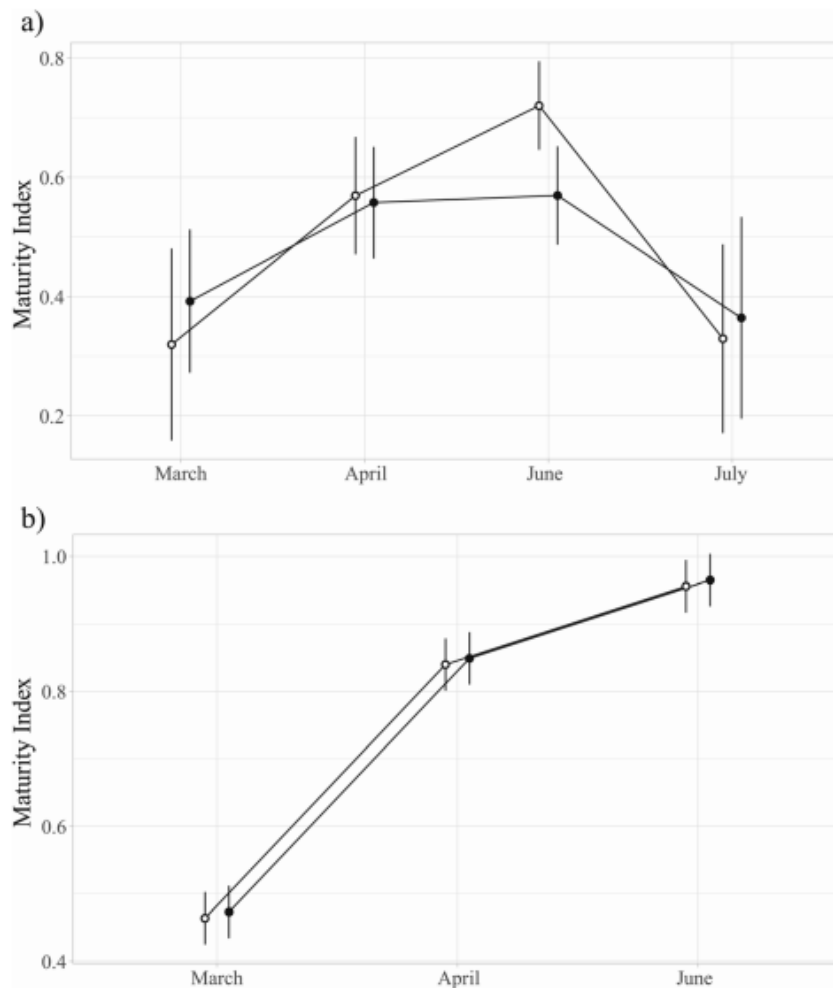 a)
Maturity Index
0.8
0.6
0.4
0.2
March April June July
b)
Maturity Index
1.0
0.8
0.6
0.4
March April June